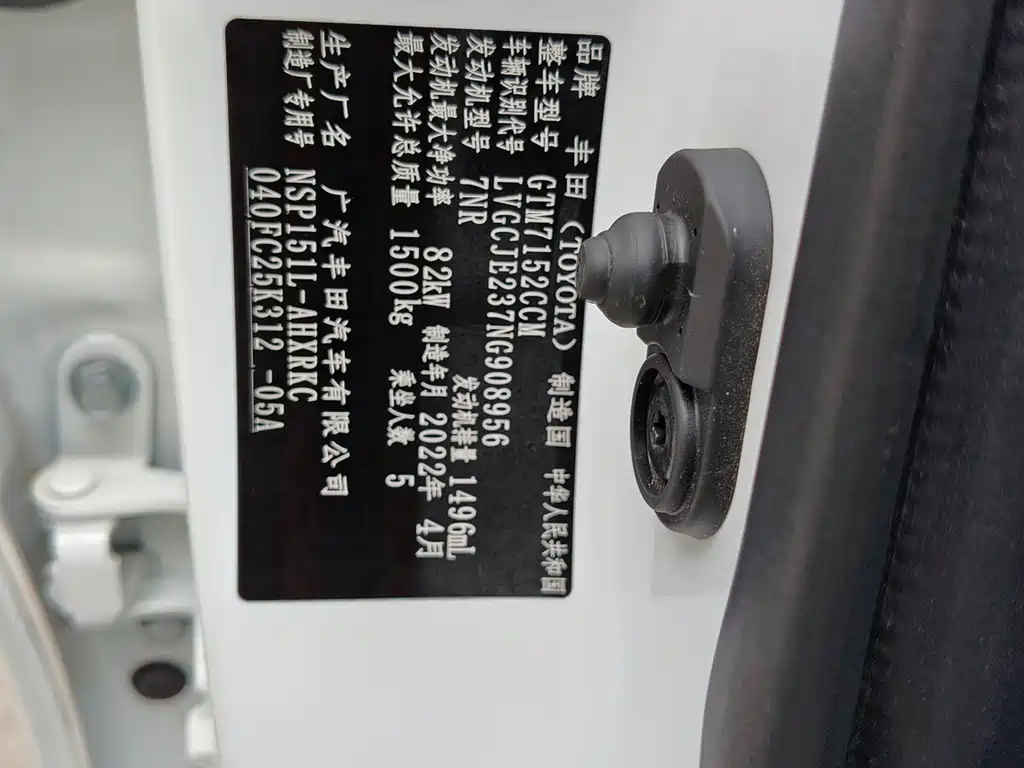 品牌 丰田(TOYOTA) 制造国 中华人民共和国
整车型号 GTM7152CCM
车辆识别代号 LVGCJE237NG908956
发动机型号 7NR 发动机排量 1496mL
发动机最大净功率 82kW 制造年月 2022年 4月
最大允许总质量 1500kg 乘坐人数 5
生产厂名 广汽丰田汽车有限公司
制造厂专用号 NSP151L-AHXRKC
040FC25K312 -05A